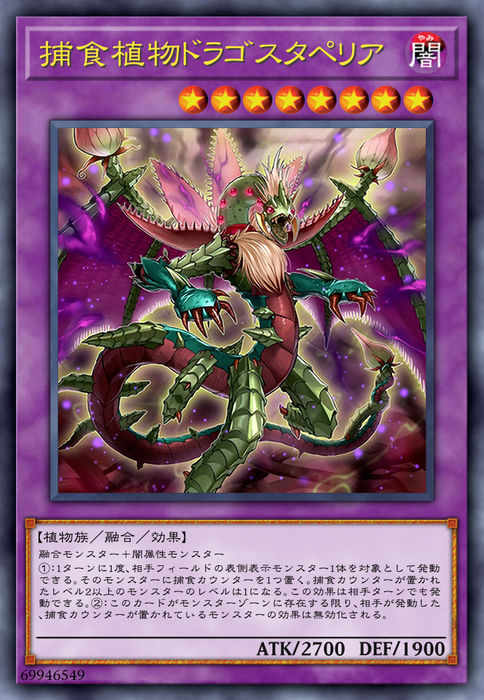 捕食植物ドラゴスタペリア
やみ
闇
【植物族／融合／効果】
融合モンスター＋闇属性モンスター
①:1ターンに1度、相手フィールドの表側表示モンスター1体を対象として発動
できる。そのモンスターに捕食カウンターを1つ置く。捕食カウンターが置かれ
たレベル2以上のモンスターのレベルは1になる。この効果は相手ターンでも発
動できる。②:このカードがモンスターゾーンに存在する限り、相手が発動した、
捕食カウンターが置かれているモンスターの効果は無効化される。
ATK/2700 DEF/1900
69946549